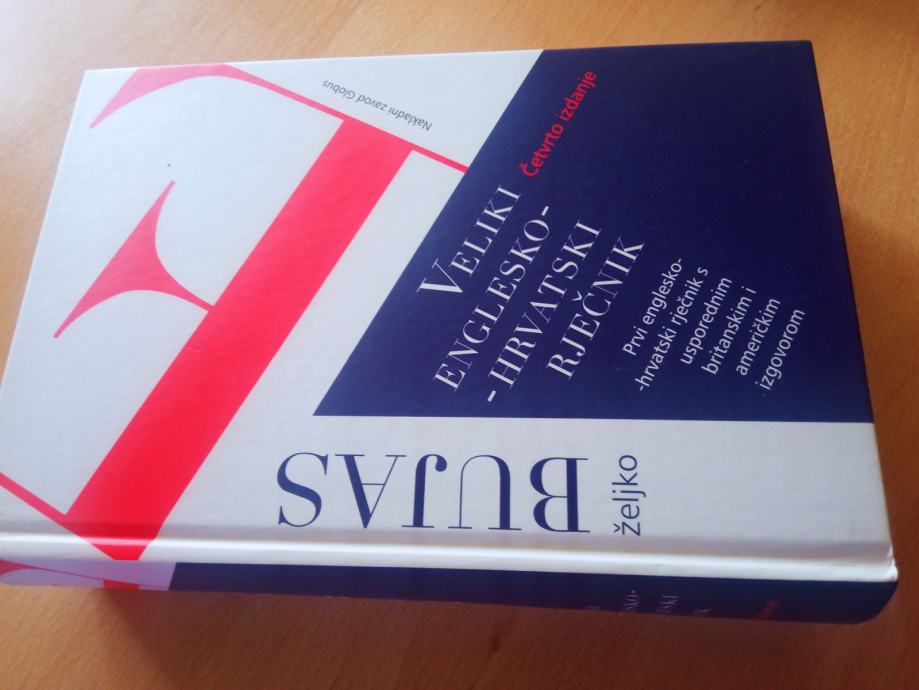 željko
BUJAS
VELIKI
ENGLESKO-
-HRVATSKI
RJEČNIK
Četvrto izdanje
Prvi englesko-
-hrvatski rječnik s
usporednim
britanskim i
američkim
izgovorom
Nakladni zavod Globus
E